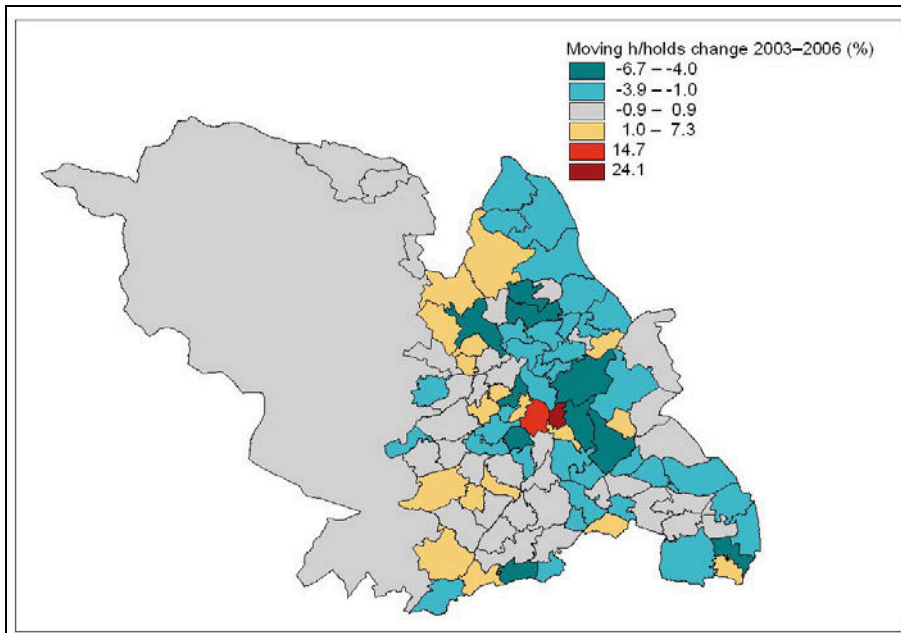 Moving h/holds change 2003–2006 (%)
-6.7 – -4.0
-3.9 – -1.0
-0.9 – 0.9
1.0 – 7.3
14.7
24.1